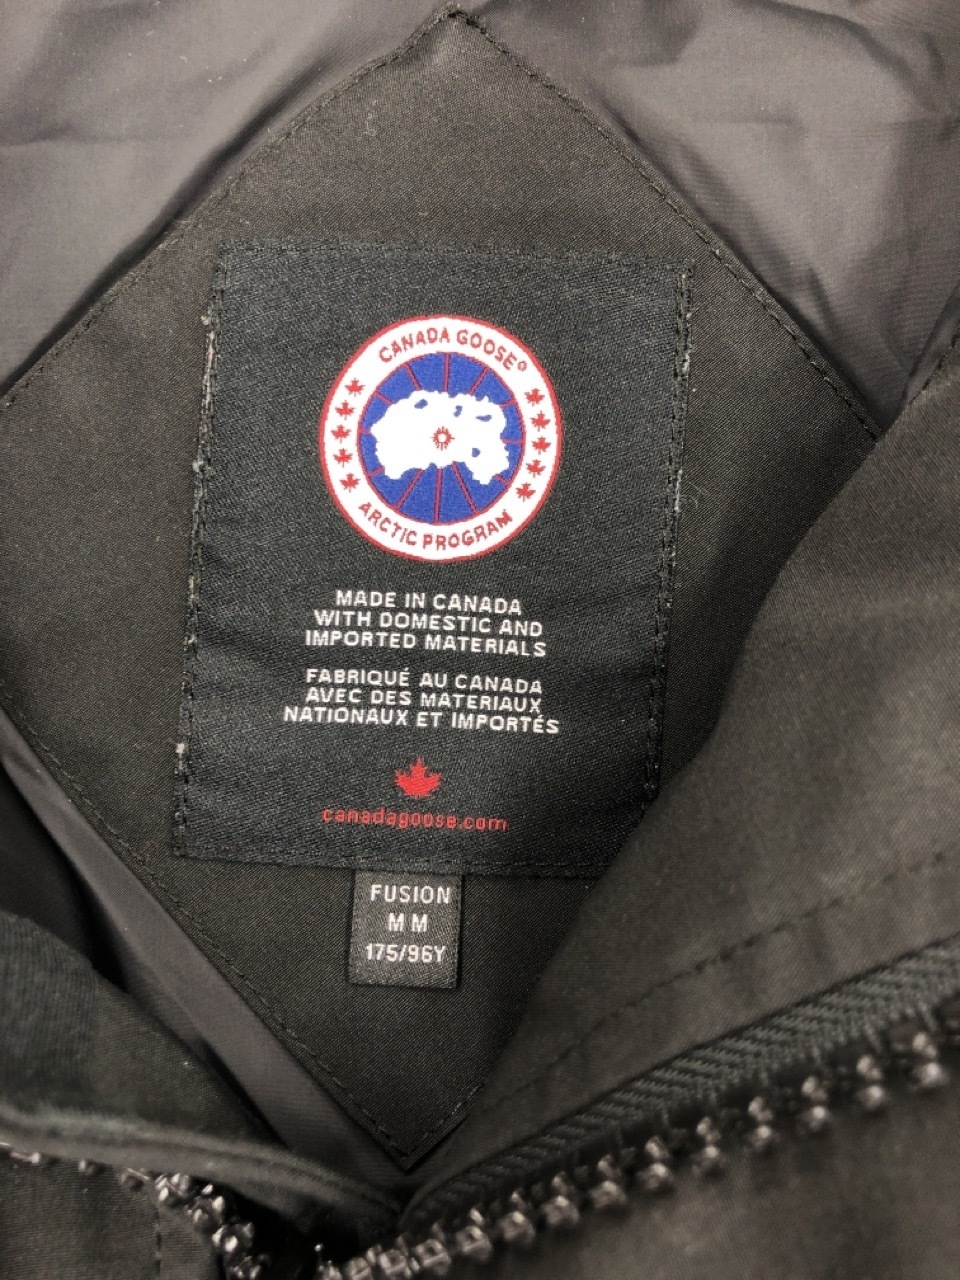 CANADA GOOSE®
ARCTIC PROGRAM
MADE IN CANADA
WITH DOMESTIC AND
IMPORTED MATERIALS
FABRIQUÉ AU CANADA
AVEC DES MATERIAUX
NATIONAUX ET IMPORTÉS
canadagoose.com
FUSION
M M
175/96Y